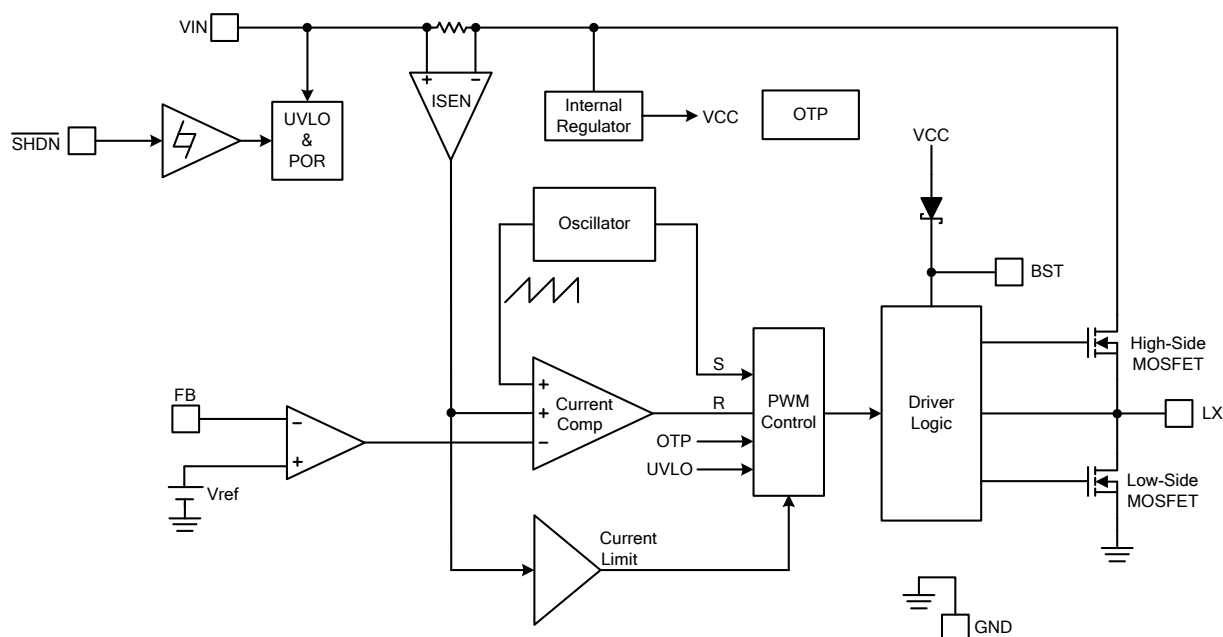 VIN
+ −
ISEN
SHDN
UVLO
&
POR
Internal
Regulator
VCC
OTP
VCC
Oscillator
BST
High-Side
MOSFET
S
+
+
−
Current
Comp
R
PWM
Control
Driver
Logic
LX
FB
−
+
Vref
OTP
UVLO
Low-Side
MOSFET
Current
Limit
GND